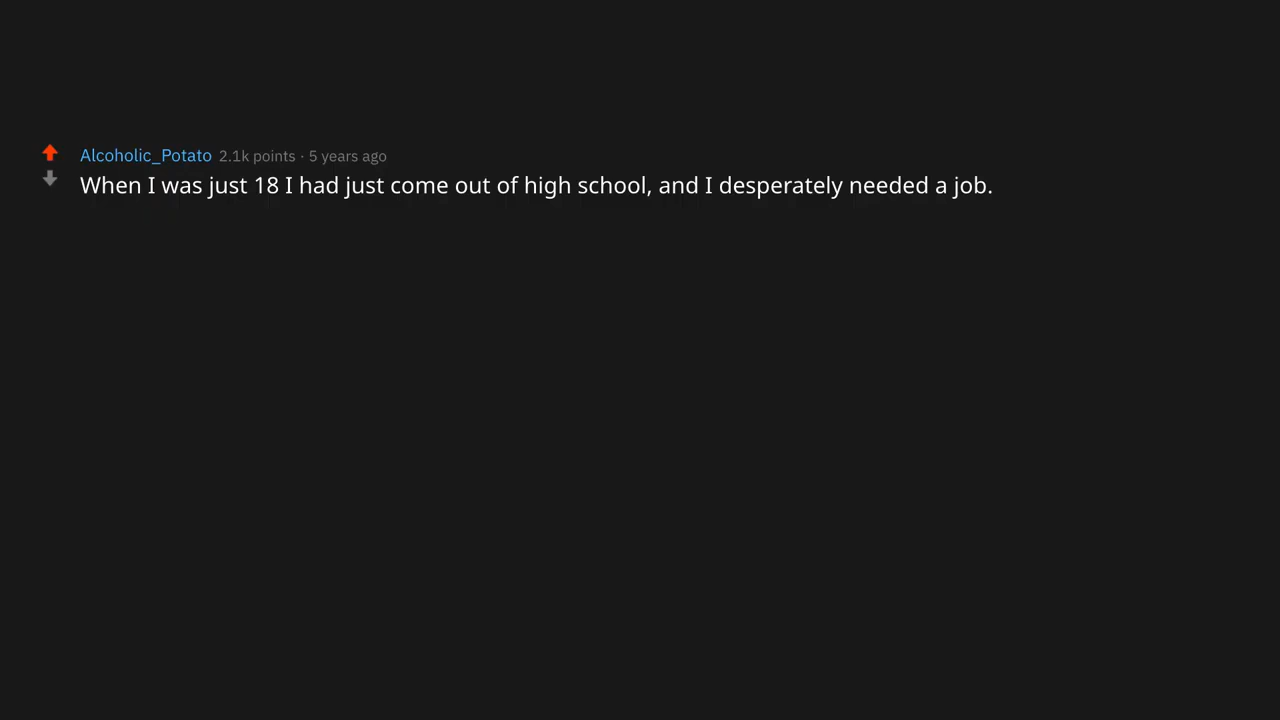 Alcoholic_Potato 2.1k points · 5 years ago
When I was just 18 I had just come out of high school, and I desperately needed a job.